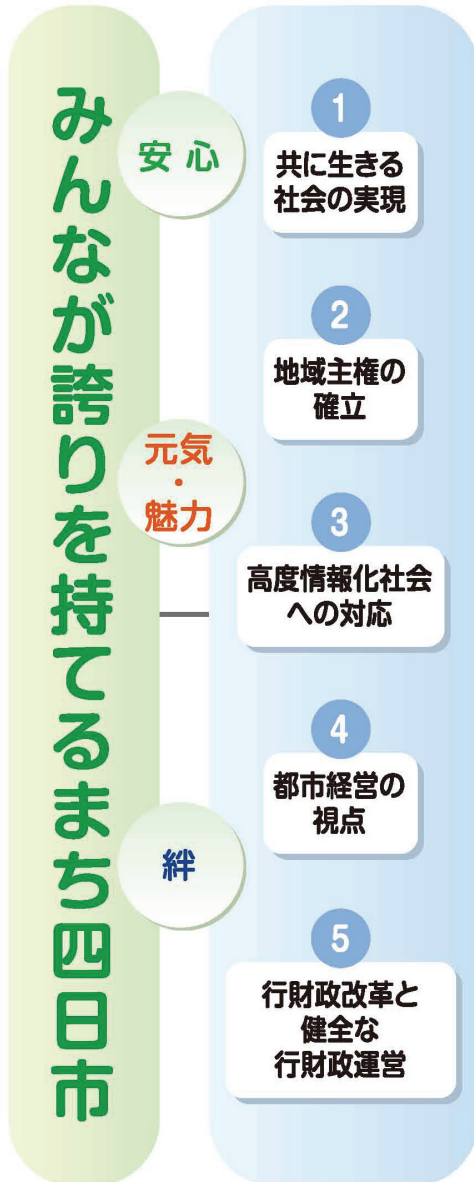 みんなが誇りを持てるまち四日市
安心
元気
・
魅力
絆
1
共に生きる
社会の実現
2
地域主権の
確立
3
高度情報化社会
への対応
4
都市経営の
視点
5
行財政改革と
健全な
行財政運営